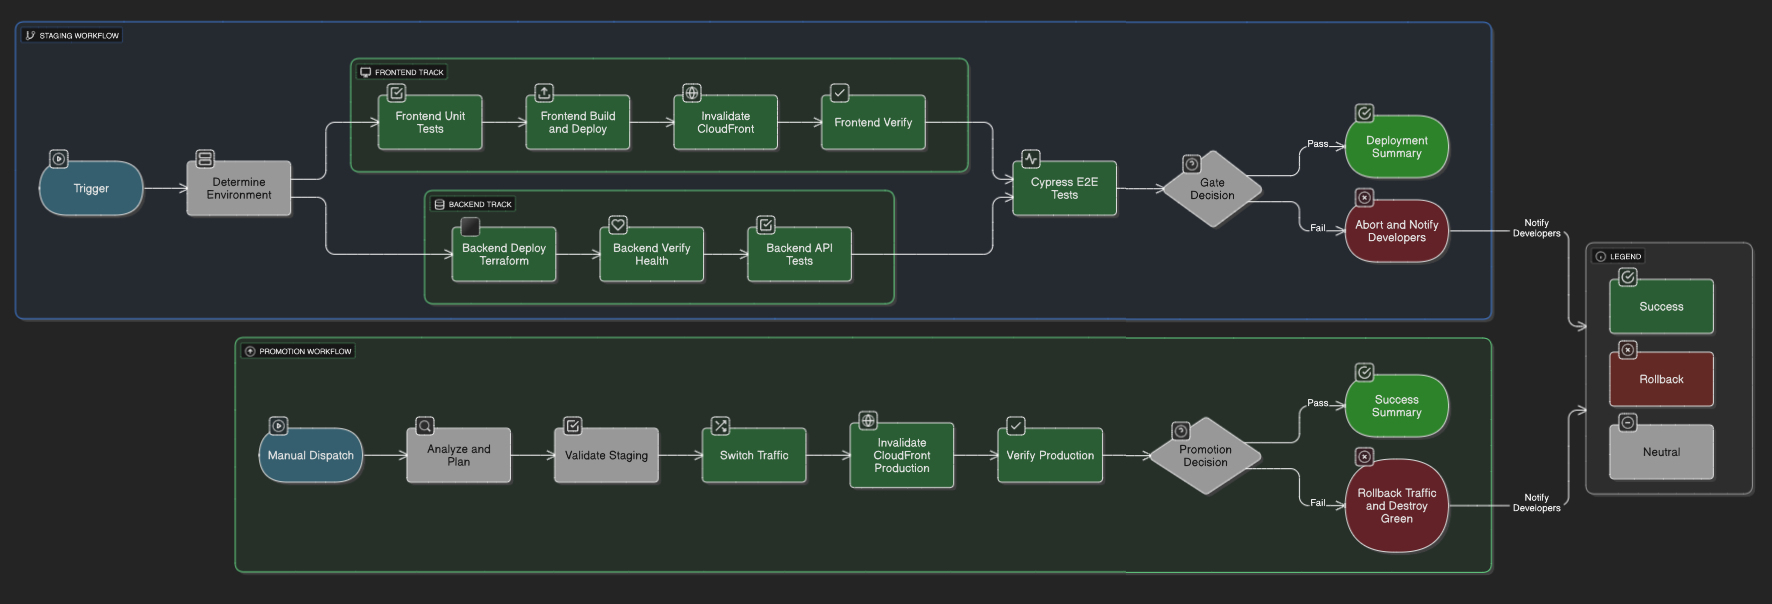 STAGING WORKFLOW
FRONTEND TRACK
Frontend Unit
Tests
Frontend Build
and Deploy
Invalidate
CloudFront
Frontend Verify
Trigger
Determine
Environment
BACKEND TRACK
Backend Deploy
Terraform
Backend Verify
Health
Backend API
Tests
Cypress E2E
Tests
Gate
Decision
Pass
Deployment
Summary
Fail
Abort and Notify
Developers
Notify
Developers
PROMOTION WORKFLOW
Manual Dispatch
Analyze and
Plan
Validate Staging
Switch Traffic
Invalidate
CloudFront
Production
Verify Production
Promotion
Decision
Pass
Success
Summary
Fail
Rollback Traffic
and Destroy
Green
Notify
Developers
LEGEND
Success
Rollback
Neutral